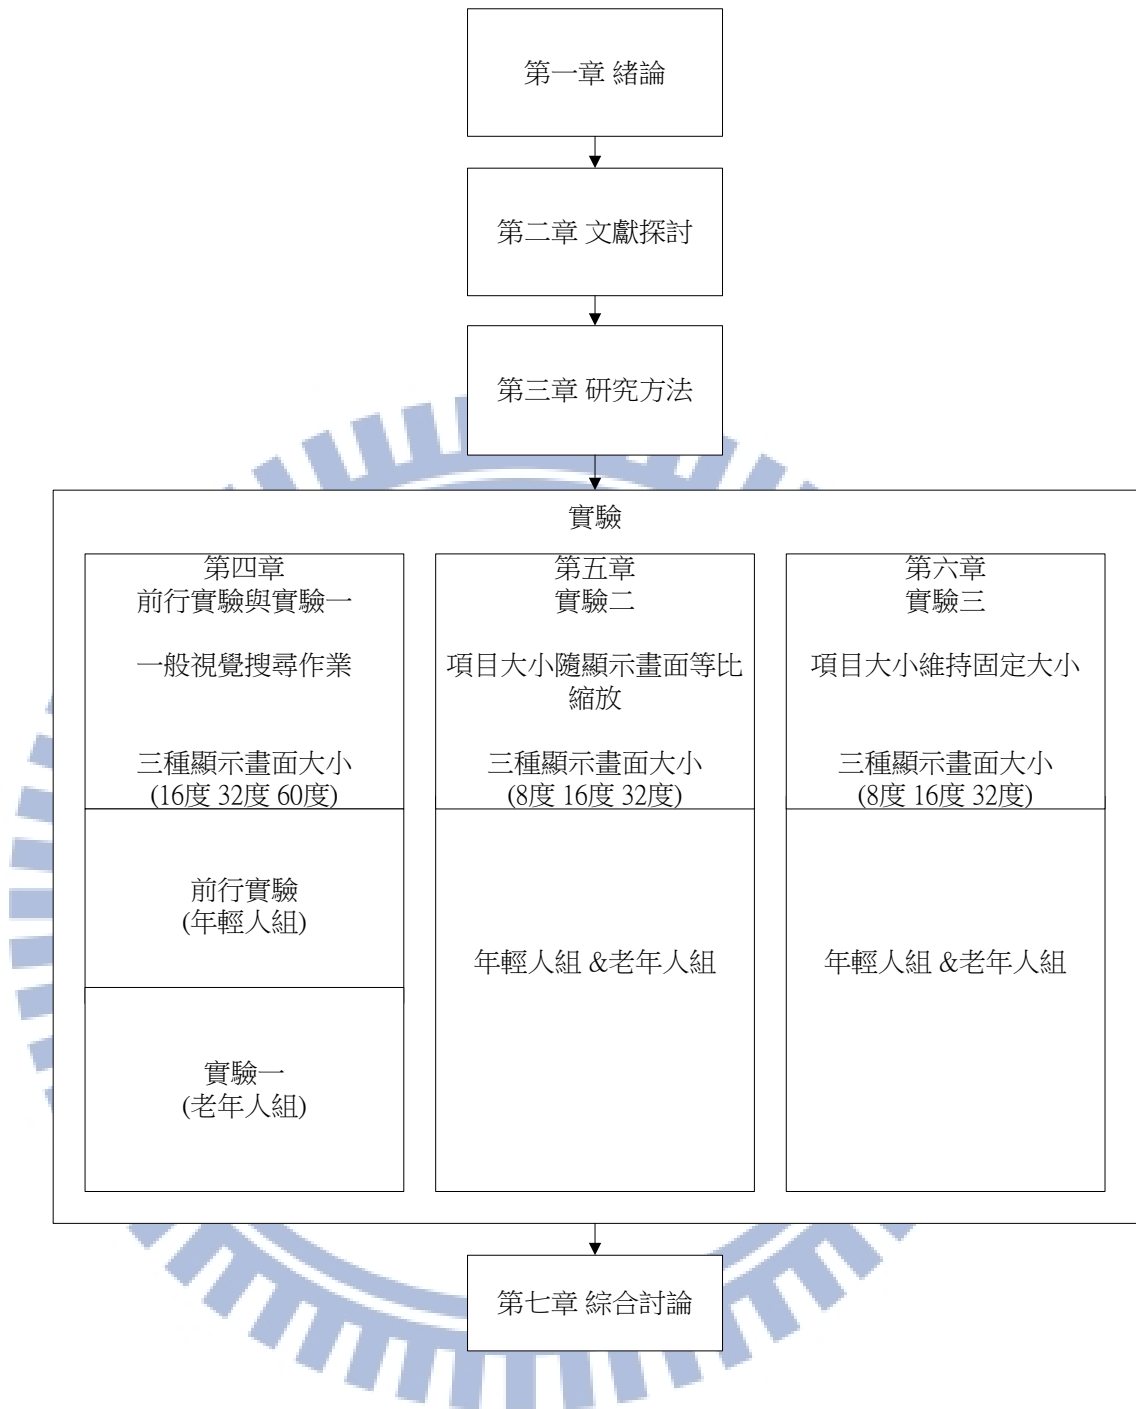 第一章 緒論
第二章 文獻探討
第三章 研究方法
實驗
第四章
前行實驗與實驗一
一般視覺搜尋作業
三種顯示畫面大小
(16度 32度 60度)
前行實驗
(年輕人組)
實驗一
(老年人組)
第五章
實驗二
項目大小隨顯示畫面等比
縮放
三種顯示畫面大小
(8度 16度 32度)
年輕人組 &老年人組
第六章
實驗三
項目大小維持固定大小
三種顯示畫面大小
(8度 16度 32度)
年輕人組 &老年人組
第七章 綜合討論